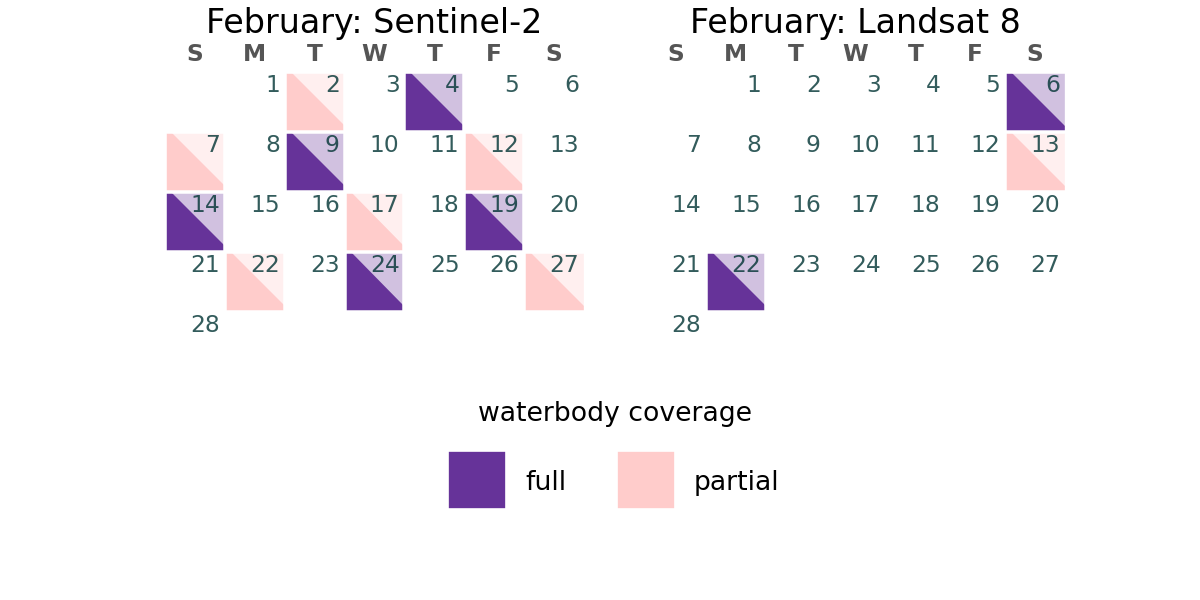 February: Sentinel-2
S M T W T F S
1 2 3 4 5 6
7 8 9 10 11 12 13
14 15 16 17 18 19 20
21 22 23 24 25 26 27
28
February: Landsat 8
S M T W T F S
1 2 3 4 5 6
7 8 9 10 11 12 13
14 15 16 17 18 19 20
21 22 23 24 25 26 27
28
waterbody coverage
full
partial